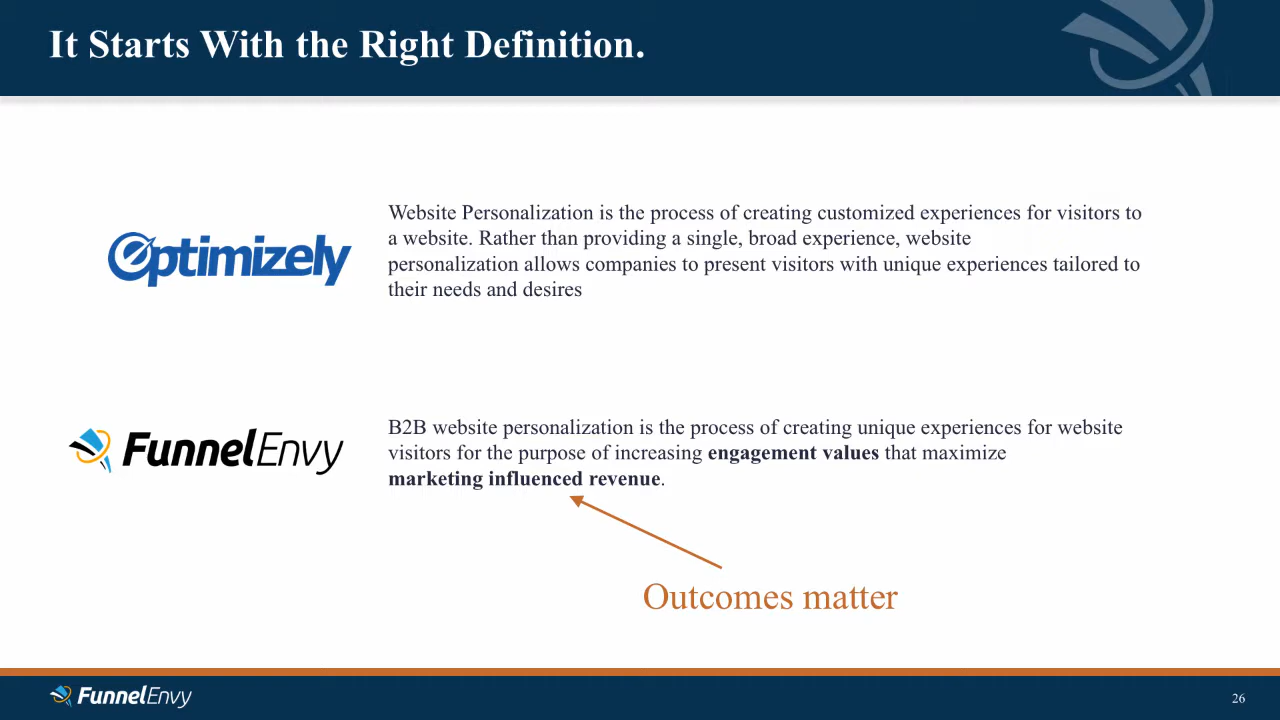 It Starts With the Right Definition.
Optimizely
Website Personalization is the process of creating customized experiences for visitors to
a website. Rather than providing a single, broad experience, website
personalization allows companies to present visitors with unique experiences tailored to
their needs and desires
FunnelEnvy
B2B website personalization is the process of creating unique experiences for website
visitors for the purpose of increasing engagement values that maximize
marketing influenced revenue.
Outcomes matter
FunnelEnvy
26